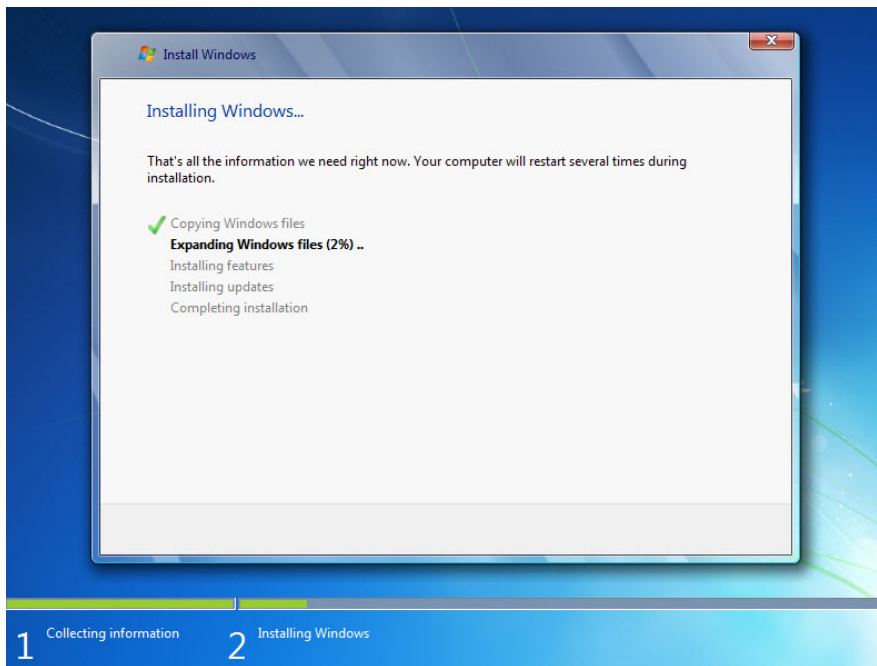 Install Windows
Installing Windows...
That's all the information we need right now. Your computer will restart several times during
installation.
Copying Windows files
Expanding Windows files (2%) ..
Installing features
Installing updates
Completing installation
1 Collecting information
2 Installing Windows